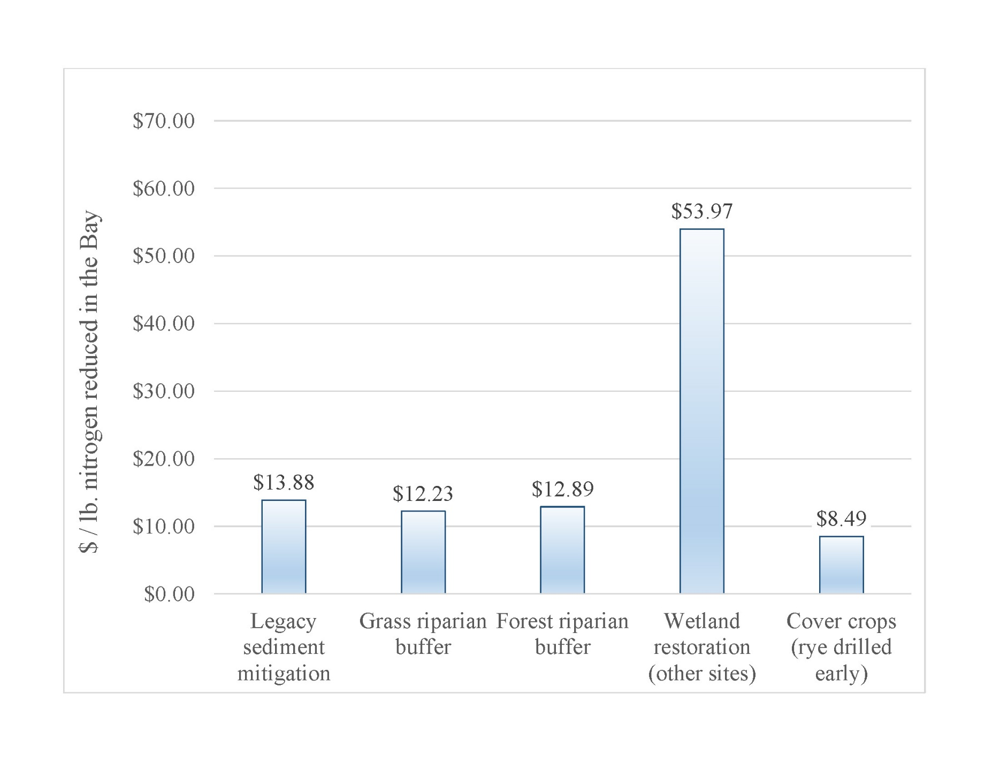 $ / lb. nitrogen reduced in the Bay
$70.00
$60.00
$50.00
$40.00
$30.00
$20.00
$10.00
$0.00
$13.88
$12.23
$12.89
$53.97
$8.49
Legacy
sediment
mitigation
Grass riparian
buffer
Forest riparian
buffer
Wetland
restoration
(other sites)
Cover crops
(rye drilled
early)